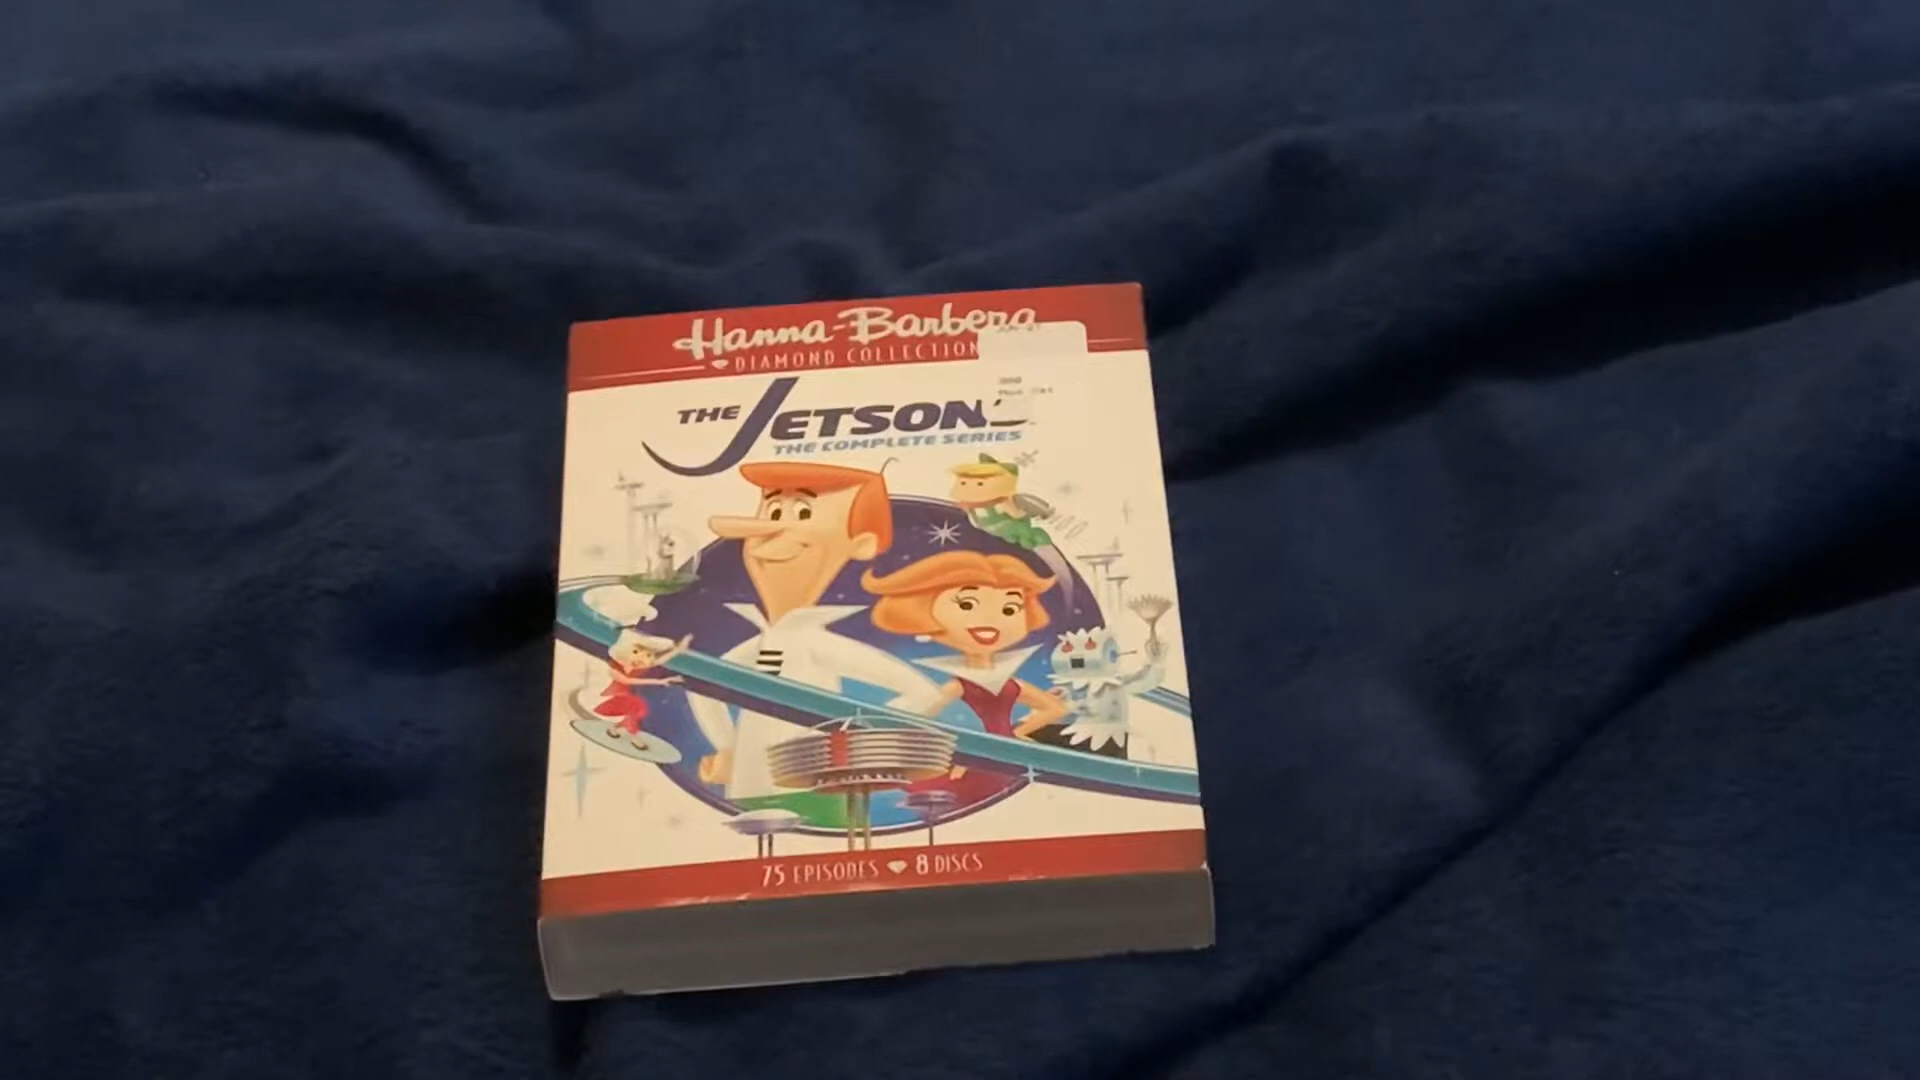 Hanna-Barbera
DIAMOND COLLECTION
THE JETSONS
THE COMPLETE SERIES
75 EPISODES 8 DISCS